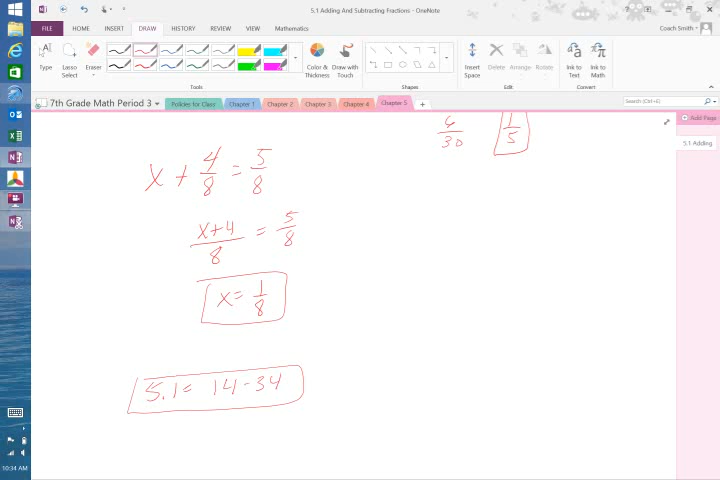 5.1 Adding And Subtracting Fractions - OneNote
FILE HOME INSERT DRAW HISTORY REVIEW VIEW Mathematics Coach Smith
Type Lasso Select Eraser Color & Thickness Draw with Touch Insert Space Delete Arrange Rotate Ink to Text Ink to Math
Tools Shapes Edit Convert
7th Grade Math Period 3 Policies for Class Chapter 1 Chapter 2 Chapter 3 Chapter 4 Chapter 5 Search (Ctrl+E)
Add Page
5.1 Adding
6/30 1/5
x + 4/8 = 5/8
x+4/8 = 5/8
x = 1/8
5.1 = 14 - 34
10:34 AM